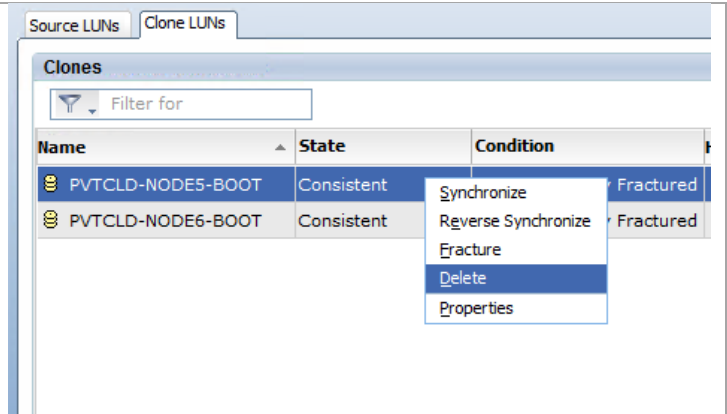 Source LUNs Clone LUNs
Clones
Filter for
Name State Condition
PVTCLD-NODE5-BOOT Consistent Fractured
Synchronize
PVTCLD-NODE6-BOOT Consistent Reverse Synchronize Fractured
Fracture
Delete
Properties